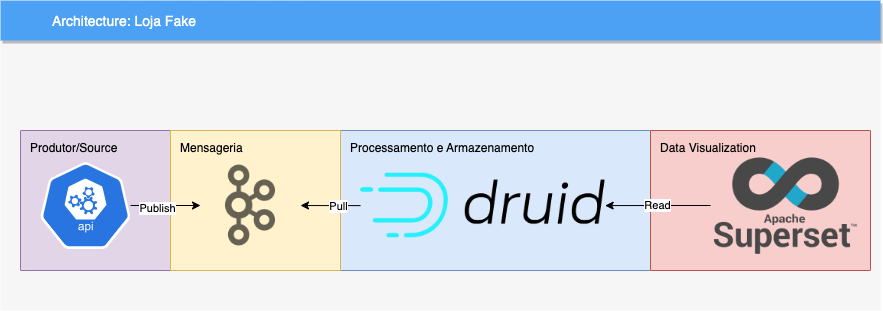 Architecture: Loja Fake
Produtor/Source
Mensageria
Processamento e Armazenamento
Data Visualization
api
Publish
Pull
druid
Read
Apache
Superset™